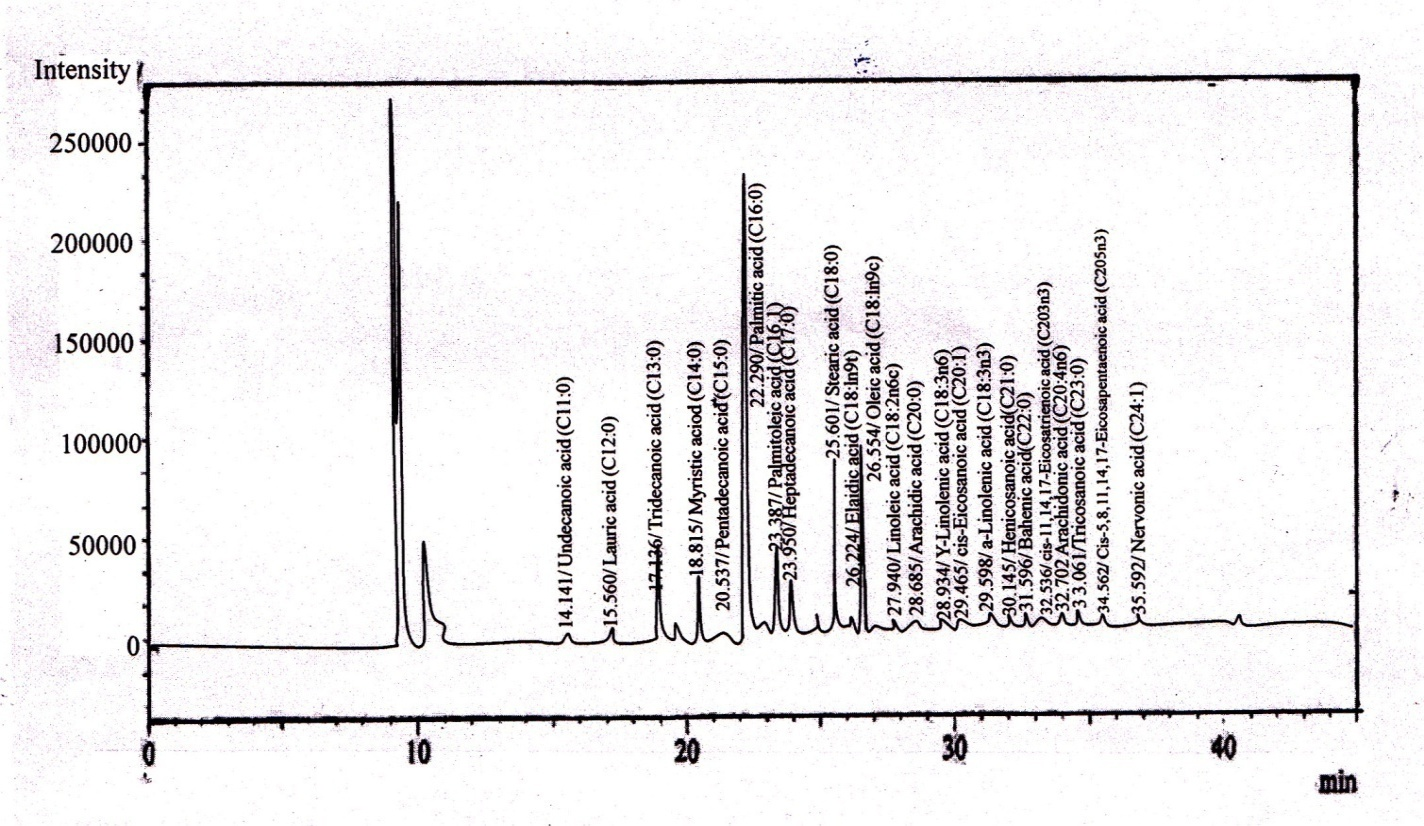 Intensity
250000
200000
150000
100000
50000
0
14.141/ Undecanoic acid (C11:0)
15.560/ Lauric acid (C12:0)
17.136/ Tridecanoic acid (C13:0)
18.815/ Myristic aciod (C14:0)
20.537/ Pentadecanoic acid (C15:0)
22.290/ Palmitic acid (C16:0)
23.387/ Palmitoleic acid (C16:1)
23.950/ Heptadecanoic acid (C17:0)
25.601/ Stearic acid (C18:0)
26.224/ Elaidic acid (C18:ln9t)
26.554/ Oleic acid (C18:ln9c)
27.940/ Linoleic acid (C18:2n6c)
28.685/ Arachidic acid (C20:0)
28.934/ Y-Linolenic acid (C18:3n6)
29.465/ cis-Eicosanoic acid (C20:1)
29.598/ a-Linolenic acid (C18:3n3)
30.145/ Henicosanoic acid(C21:0)
31.596/ Bahenic acid(C22:0)
32.536/ cis-11,14,17-Eicosatrienoic acid (C203n3)
32.702 Arachidonic acid (C20:4n6)
33.061/Tricosanoic acid (C23:0)
34.562/ Cis-5,8,11,14,17-Eicosapentaenoic acid (C205n3)
35.592/ Nervonic acid (C24:1)
0 10 20 30 40
min